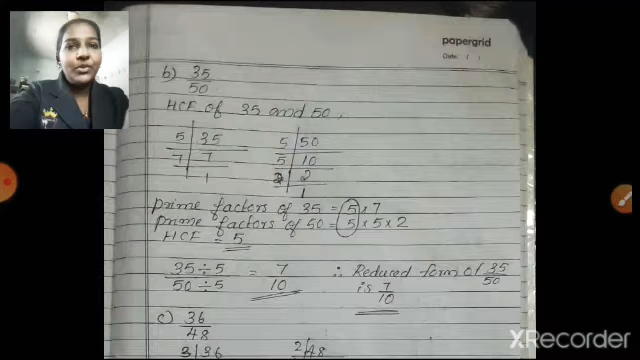 papergrid
Date: / /
b) 35/50
HCF of 35 and 50.
5 | 35 5 | 50
7 | 7 5 | 10
1 2 | 2
1
prime factors of 35 = 5 × 7
prime factors of 50 = 5 × 5 × 2
HCF = 5
35 ÷ 5 / 50 ÷ 5 = 7/10 ∴ Reduced form of 35/50
is 7/10
c) 36/48
3 | 36 2 | 48
XRecorder